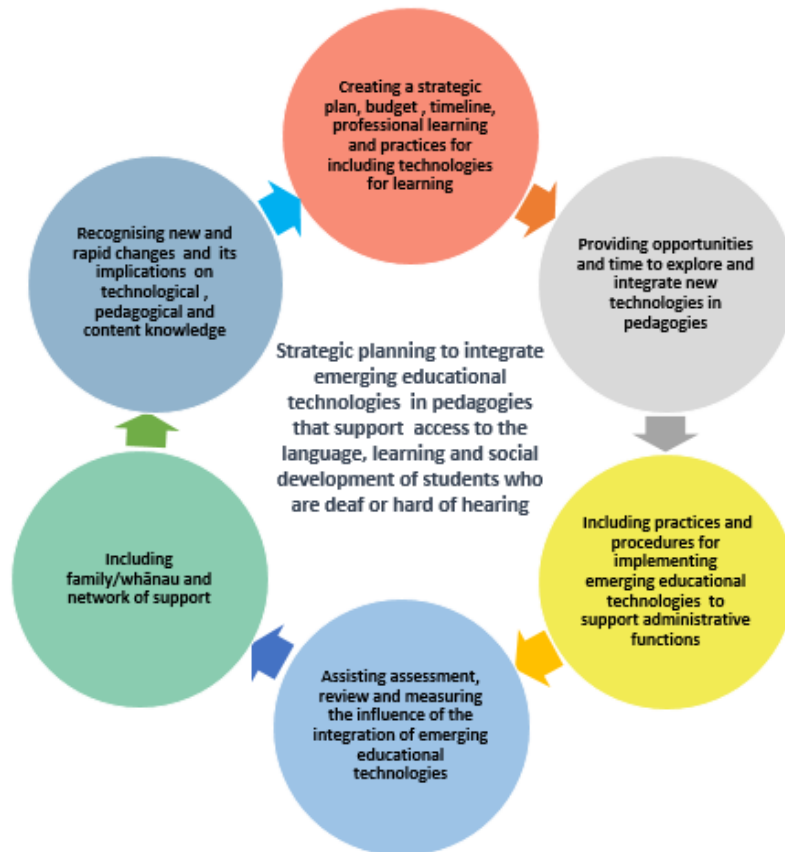 Creating a strategic
plan, budget , timeline,
professional learning
and practices for
including technologies
for learning
Providing opportunities
and time to explore and
integrate new
technologies in
pedagogies
Including practices and
procedures for
implementing
emerging educational
technologies to
support administrative
functions
Assisting assessment,
review and measuring
the influence of the
integration of emerging
educational
technologies
Including
family/whānau and
network of support
Recognising new and
rapid changes and its
implications on
technological ,
pedagogical and
content knowledge
Strategic planning to integrate
emerging educational
technologies in pedagogies
that support access to the
language, learning and social
development of students who
are deaf or hard of hearing